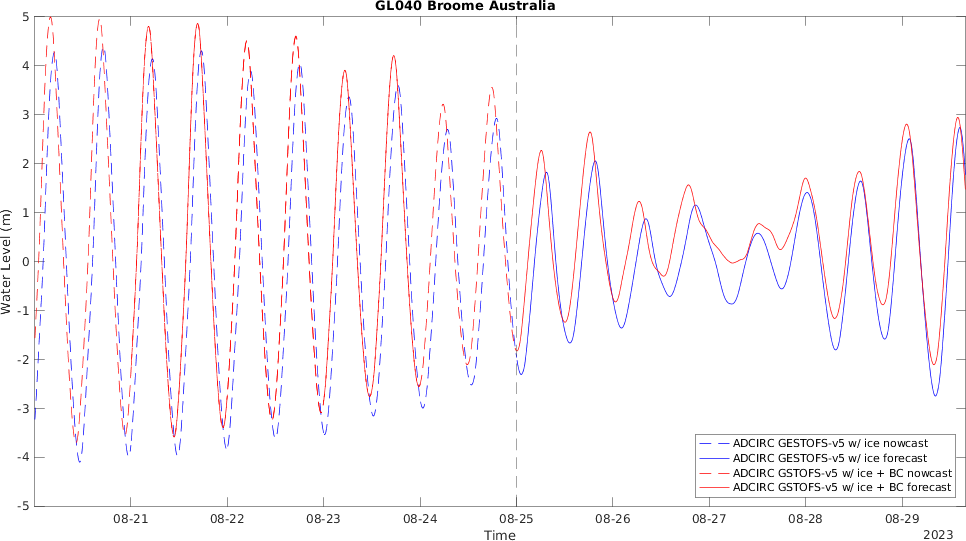 GL040 Broome Australia
5
4
3
2
1
0
-1
-2
-3
-4
-5
Water Level (m)
ADCIRC GESTOFS-v5 w/ ice nowcast
ADCIRC GESTOFS-v5 w/ ice forecast
ADCIRC GSTOFS-v5 w/ ice + BC nowcast
ADCIRC GSTOFS-v5 w/ ice + BC forecast
08-21 08-22 08-23 08-24 08-25 08-26 08-27 08-28 08-29
Time
2023